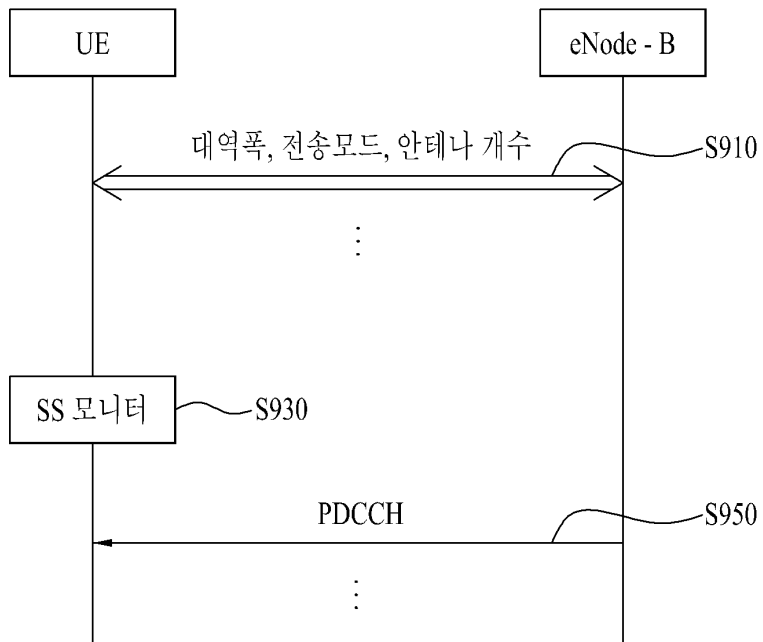 UE
eNode - B
대역폭, 전송모드, 안테나 개수
S910
SS 모니터
S930
PDCCH
S950